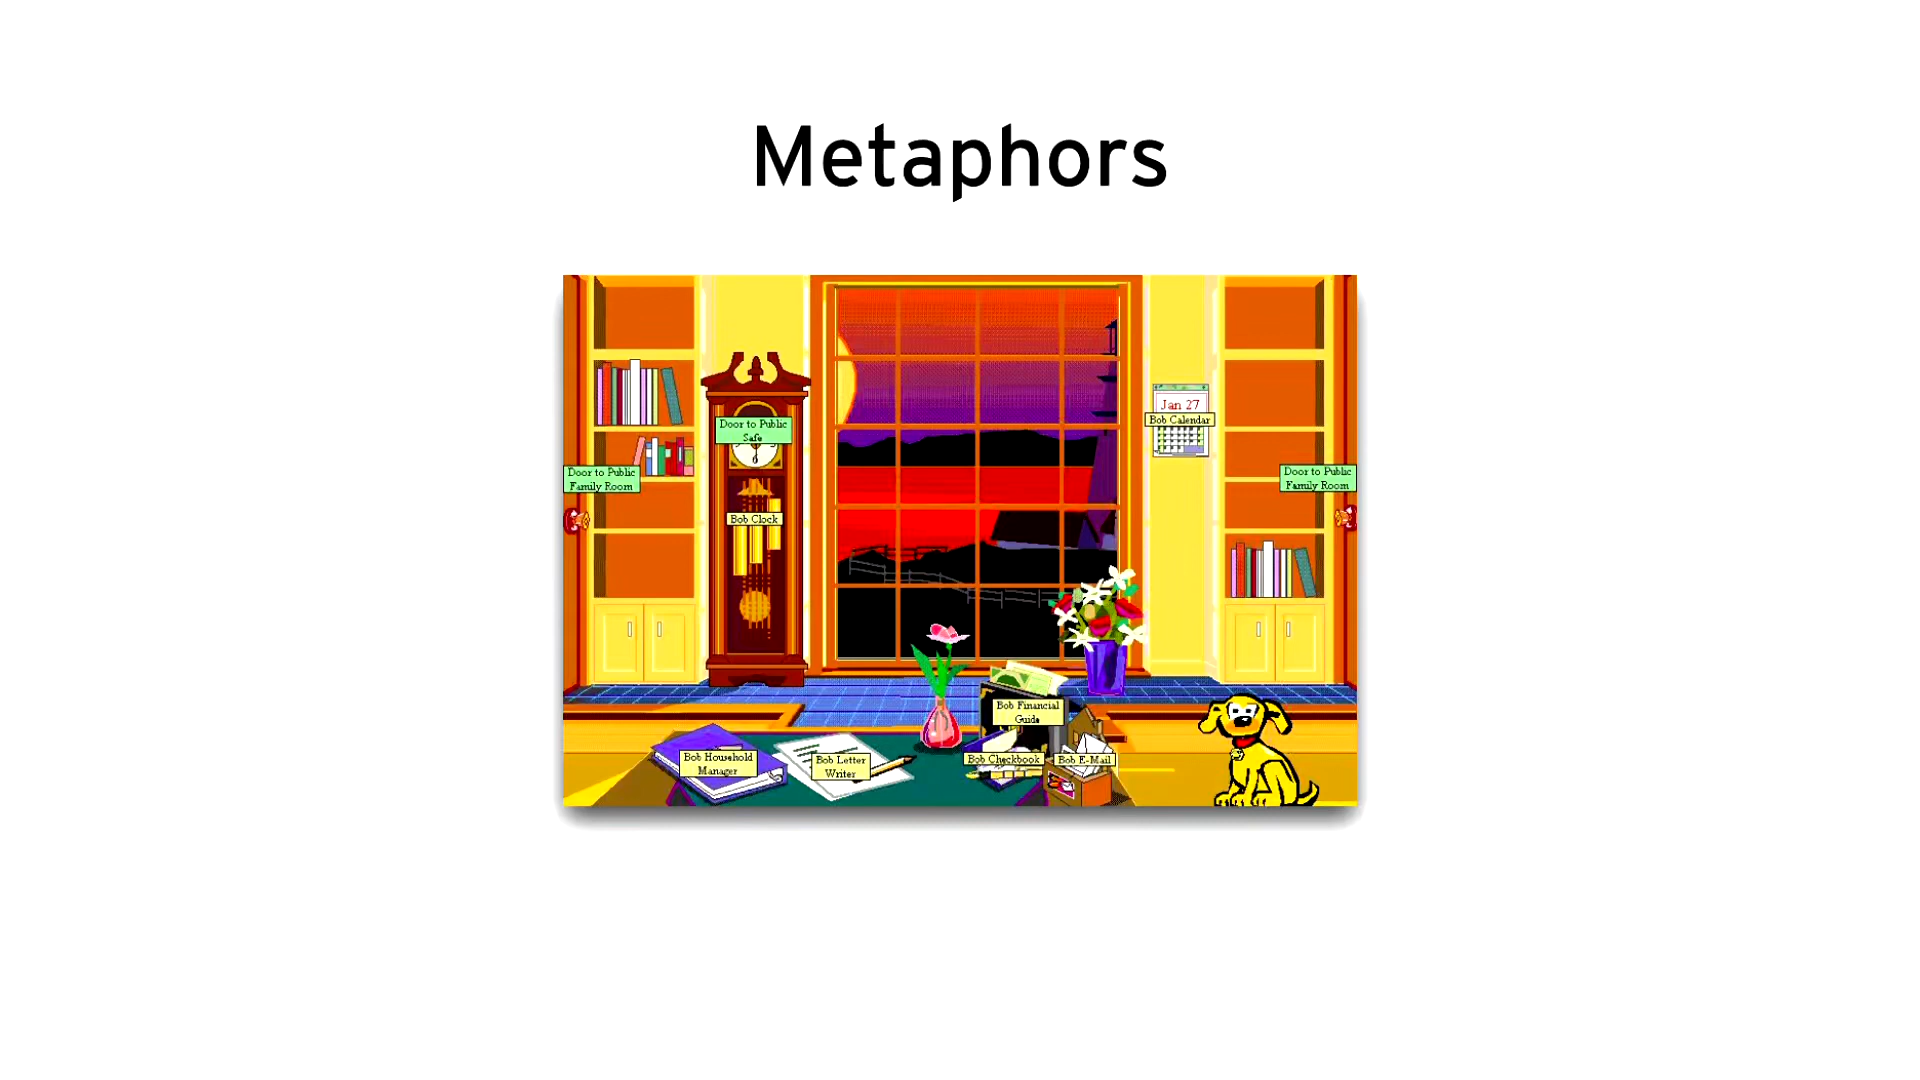 Metaphors
Jan 27
Bob Calendar
Door to Public
Safe
Door to Public
Family Room
Door to Public
Family Room
Bob Clock
Bob Financial
Guide
Bob Household
Manager
Bob Letter
Writer
Bob Checkbook
Bob E-Mail